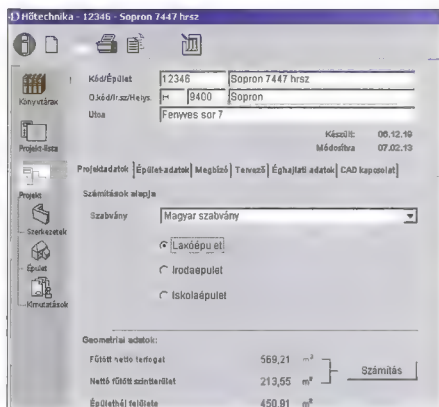 Hőtechnika - 12346 - Sopron 7447 hrsz
Könyvtárak
Projekt-lista
Projekt
Szerkezetek
Épület
Kimutatások
Kód/Épület 12346 Sopron 7447 hrsz
O.kód/Ir.sz/Helys. H 9400 Sopron
Utca Fenyves sor 7
Készült: 06.12.19
Módosítva 07.02.13
Projektadatok Épület-adatok Megbízó Tervező Éghajlati adatok CAD kapcsolat
Számítások alapja
Szabvány Magyar szabvány
Lakóépület
Irodaépület
Iskolaépület
Geometriai adatok:
Fűtött nettó térfogat 569,21 m³
Nettó fűtött szintterület 213,55 m² Számítás
Épülethéj felülete 450,91 m²